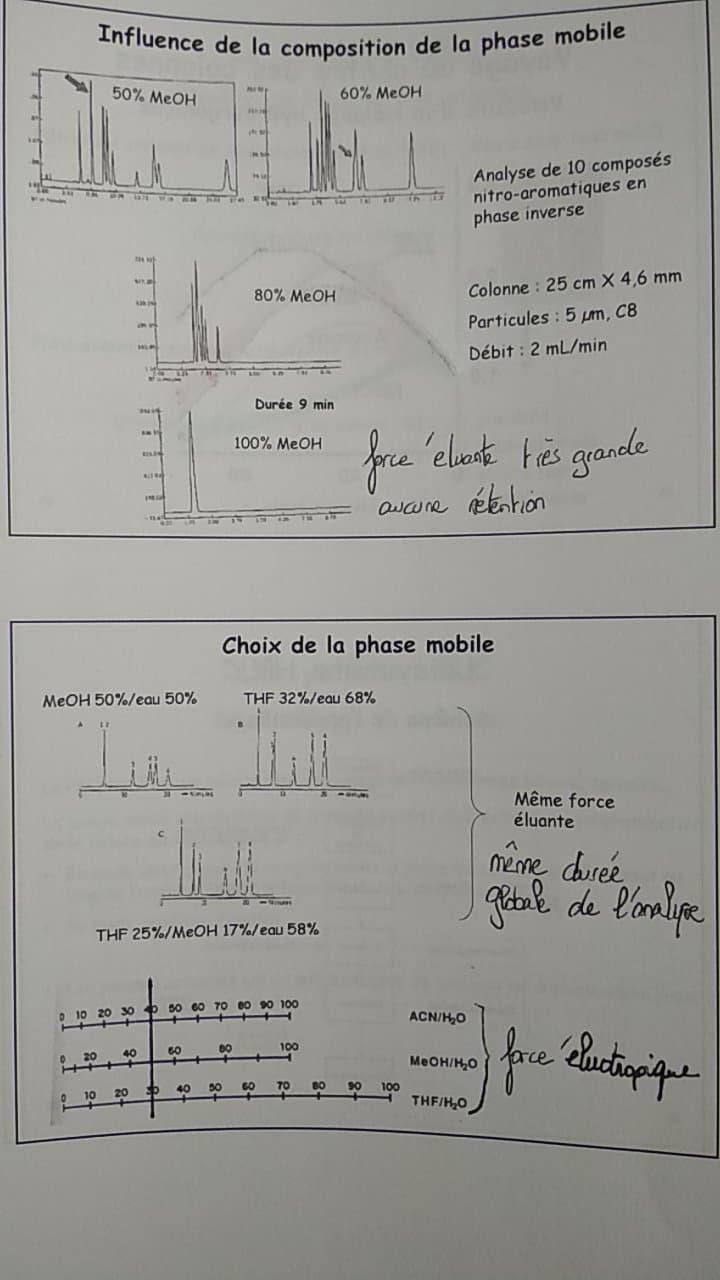 Influence de la composition de la phase mobile
50% MeOH
60% MeOH
Analyse de 10 composés
nitro-aromatiques en
phase inverse
80% MeOH
Colonne : 25 cm X 4,6 mm
Particules : 5 µm, C8
Débit : 2 mL/min
Durée 9 min
100% MeOH
force éluante très grande
aucune rétention
Choix de la phase mobile
MeOH 50%/eau 50%
THF 32%/eau 68%
A
B
C
Même force
éluante
même durée
globale de l'analyse
THF 25%/MeOH 17%/eau 58%
0 10 20 30 40 50 60 70 80 90 100
ACN/H₂O
0 20 40 60 80 100
MeOH/H₂O
force éluotropique
0 10 20 30 40 50 60 70 80 90 100
THF/H₂O